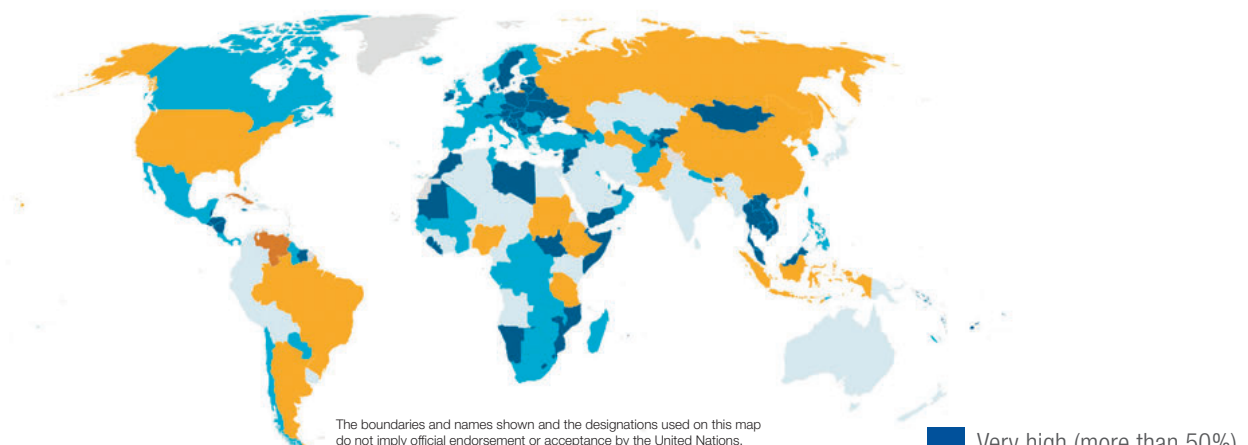 The boundaries and names shown and the designations used on this map
do not imply official endorsement or acceptance by the United Nations.
Very high (more than 50%)